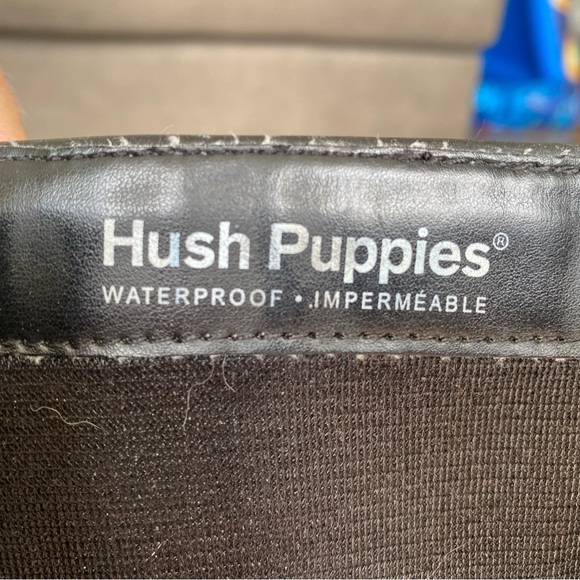 Hush Puppies®
WATERPROOF • IMPERMÉABLE